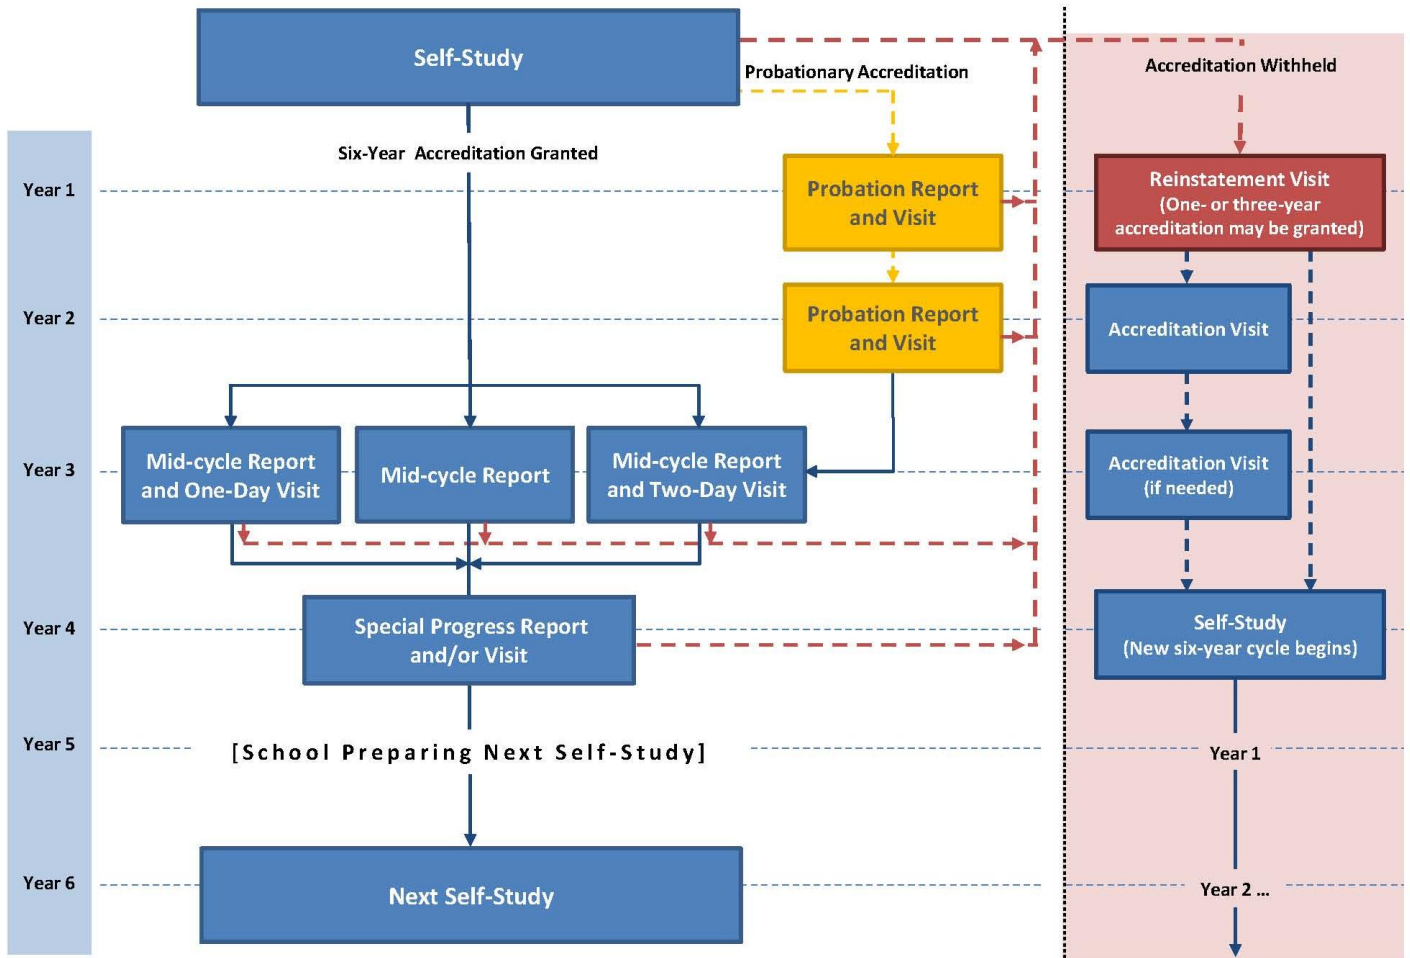 Self-Study
Probationary Accreditation
Accreditation Withheld
Six-Year Accreditation Granted
Year 1
Probation Report
and Visit
Reinstatement Visit
(One- or three-year
accreditation may be granted)
Year 2
Probation Report
and Visit
Accreditation Visit
Year 3
Mid-cycle Report
and One-Day Visit
Mid-cycle Report
Mid-cycle Report
and Two-Day Visit
Accreditation Visit
(if needed)
Year 4
Special Progress Report
and/or Visit
Self-Study
(New six-year cycle begins)
Year 5
[School Preparing Next Self-Study]
Year 1
Year 6
Next Self-Study
Year 2 ...